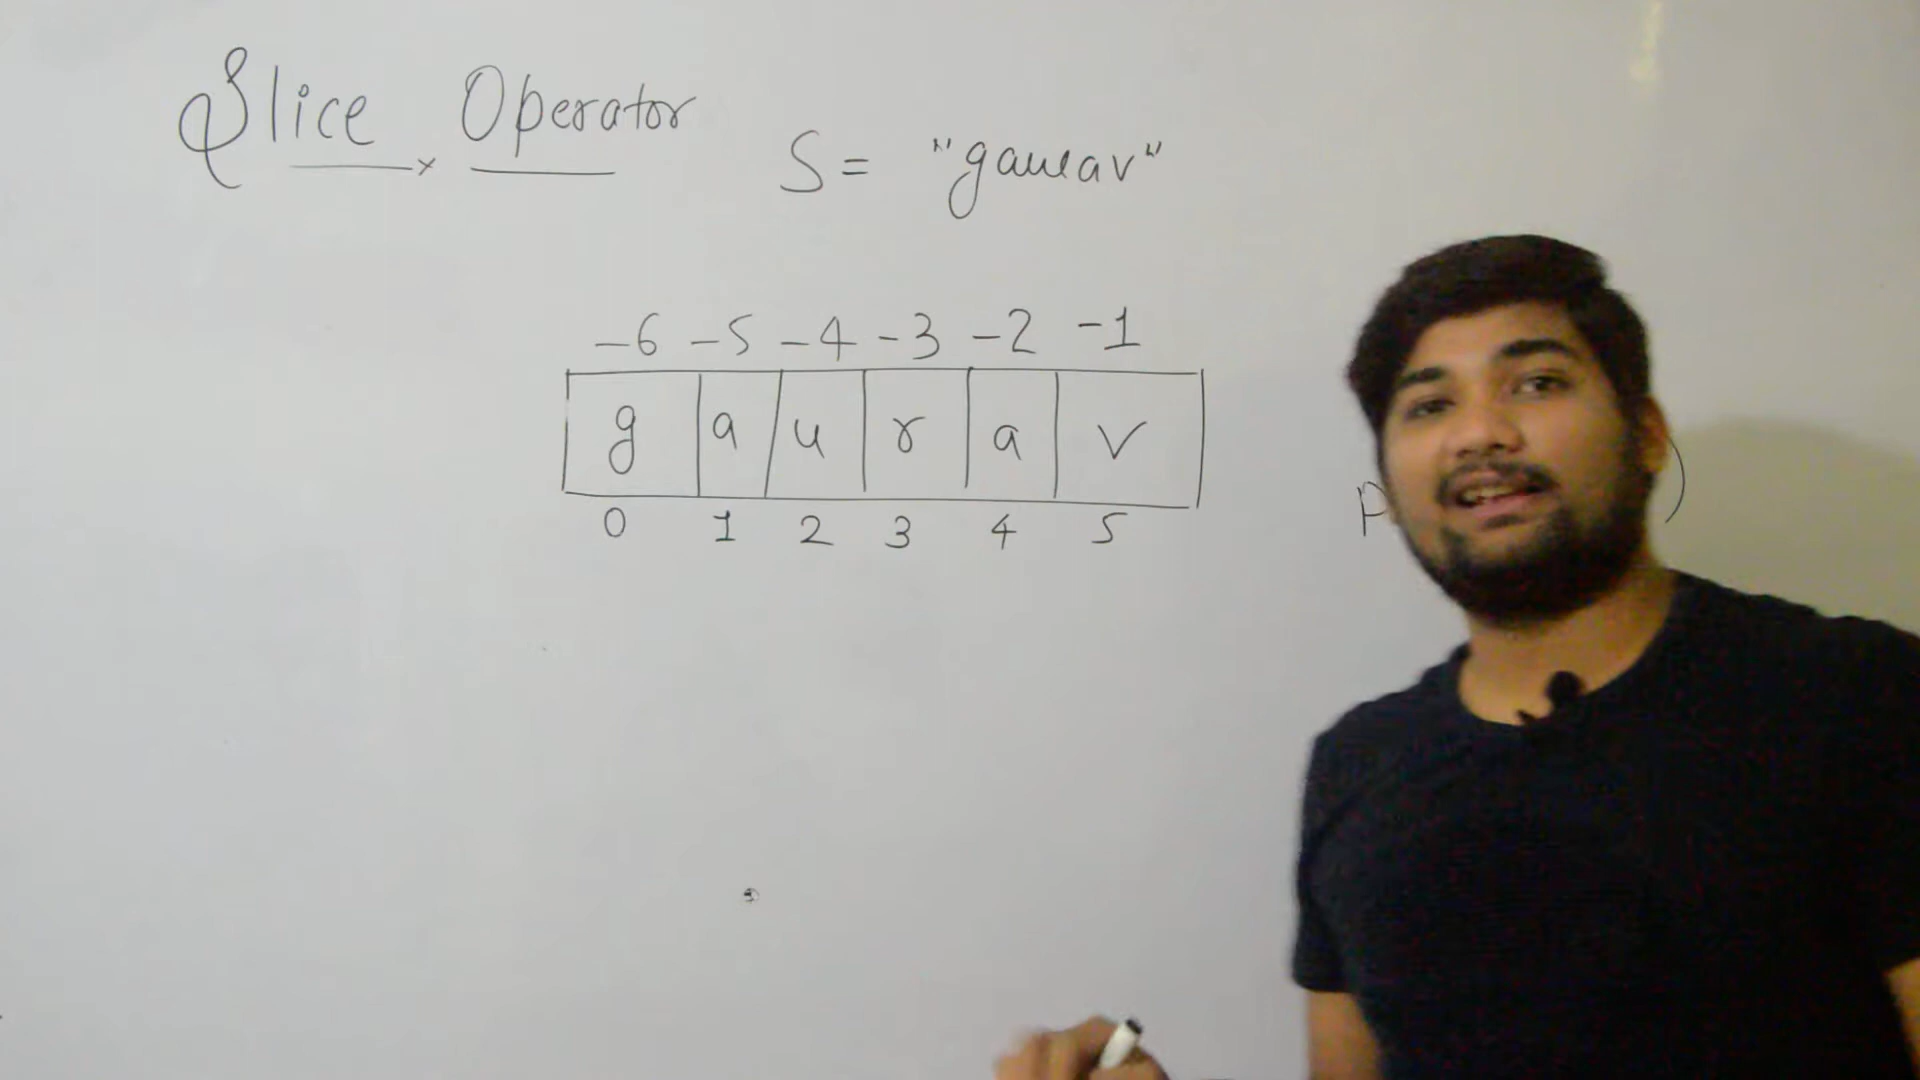 Slice Operator
S = "gaurav"
-6 -5 -4 -3 -2 -1
g a u r a v
0 1 2 3 4 5
P )